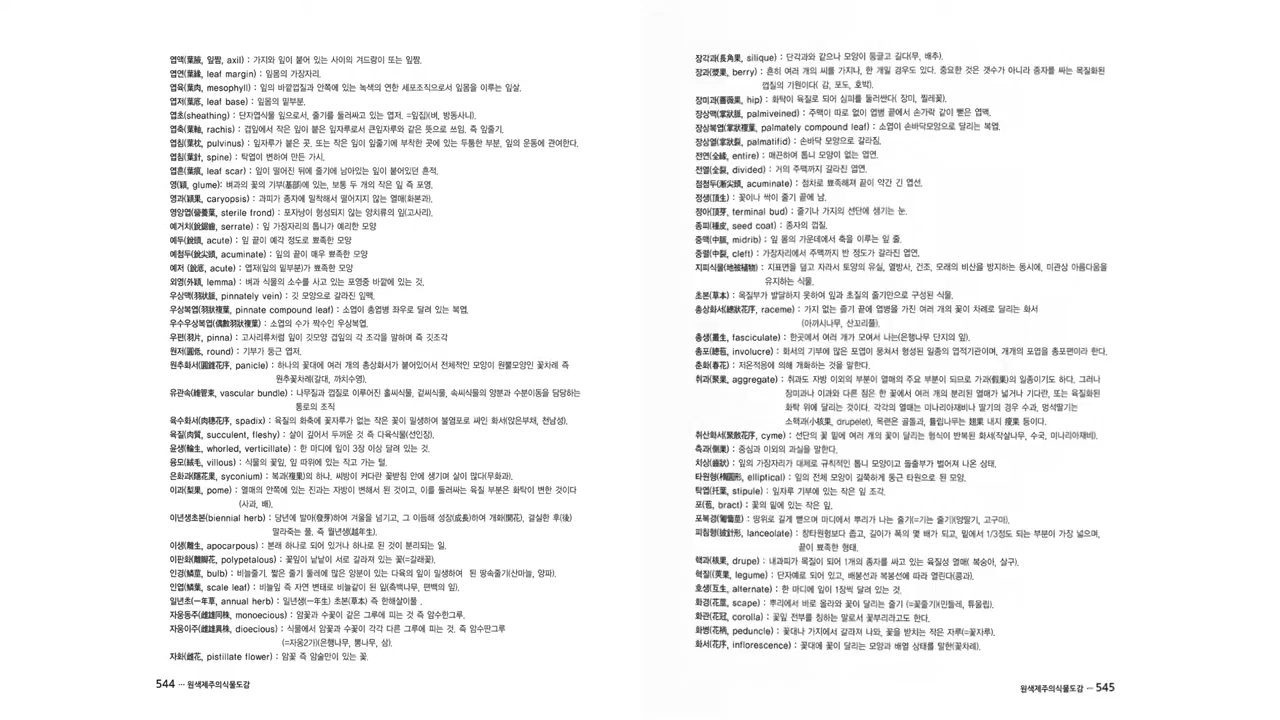 엽액(葉腋, 잎짬, axil) : 가지와 잎이 붙어 있는 사이의 겨드랑이 또는 잎짬.
엽연(葉緣, leaf margin) : 잎몸의 가장자리.
엽육(葉肉, mesophyll) : 잎의 바깥껍질과 안쪽에 있는 녹색의 연한 세포조직으로서 잎몸을 이루는 잎살.
엽저(葉底, leaf base) : 잎몸의 밑부분.
엽초(sheathing) : 단자엽식물 잎으로서, 줄기를 둘러싸고 있는 엽저. =잎집)(벼, 방동사니).
엽축(葉軸, rachis) : 겹잎에서 작은 잎이 붙은 잎자루로서 큰잎자루와 같은 뜻으로 쓰임. 즉 잎줄기.
엽침(葉枕, pulvinus) : 잎자루가 붙은 곳. 또는 작은 잎이 잎줄기에 부착한 곳에 있는 두툼한 부분, 잎의 운동에 관여한다.
엽침(葉針, spine) : 탁엽이 변하여 만든 가시.
엽흔(葉痕, leaf scar) : 잎이 떨어진 뒤에 줄기에 남아있는 잎이 붙어있던 흔적.
영(穎, glume): 벼과의 꽃의 기부(基部)에 있는, 보통 두 개의 작은 잎 즉 포영.
영과(穎果, caryopsis) : 과피가 종자에 밀착해서 떨어지지 않는 열매(화본과).
영양엽(營養葉, sterile frond) : 포자낭이 형성되지 않는 양치류의 잎(고사리).
예거치(銳鋸齒, serrate) : 잎 가장자리의 톱니가 예리한 모양
예두(銳頭, acute) : 잎 끝이 예각 정도로 뾰족한 모양
예첨두(銳尖頭, acuminate) : 잎의 끝이 매우 뾰족한 모양
예저 (銳底, acute) : 엽저(잎의 밑부분)가 뾰족한 모양
외영(外穎, lemma) : 벼과 식물의 소수를 사고 있는 포영중 바깥에 있는 것.
우상맥(羽狀脈, pinnately vein) : 깃 모양으로 갈라진 잎맥.
우상복엽(羽狀複葉, pinnate compound leaf) : 소엽이 총엽병 좌우로 달려 있는 복엽.
우수우상복엽(偶數羽狀複葉) : 소엽의 수가 짝수인 우상복엽.
우편(羽片, pinna) : 고사리류처럼 잎이 깃모양 겹잎의 각 조각을 말하며 즉 깃조각
원저(圓低, round) : 기부가 둥근 엽저.
원추화서(圓錐花序, panicle) : 하나의 꽃대에 여러 개의 총상화서가 붙어있어서 전체적인 모양이 원뿔모양인 꽃차례 즉
원추꽃차례(갈대, 까치수영).
유관속(維管束, vascular bundle) : 나무질과 껍질로 이루어진 홀씨식물, 겉씨식물, 속씨식물의 양분과 수분이동을 담당하는
통로의 조직
육수화서(肉穗花序, spadix) : 육질의 화축에 꽃자루가 없는 작은 꽃이 밀생하여 불염포로 싸인 화서(앉은부채, 천남성).
육질(肉質, succulent, fleshy) : 살이 깊어서 두꺼운 것 즉 다육식물(선인장).
윤생(輪生, whorled, verticillate) : 한 마디에 잎이 3장 이상 달려 있는 것.
융모(絨毛, villous) : 식물의 꽃잎, 잎 따위에 있는 작고 가는 털.
은화과(隱花果, syconium) : 복과(複果)의 하나. 씨방이 커다란 꽃받침 안에 생기며 살이 많다(무화과).
이과(梨果, pome) : 열매의 안쪽에 있는 진과는 자방이 변해서 된 것이고, 이를 둘러싸는 육질 부분은 화탁이 변한 것이다
(사과, 배).
이년생초본(biennial herb) : 당년에 발아(發芽)하여 겨울을 넘기고, 그 이듬해 성장(成長)하여 개화(開花), 결실한 후(後)
말라죽는 풀. 즉 월년생(越年生).
이생(離生, apocarpous) : 본래 하나로 되어 있거나 하나로 된 것이 분리되는 일.
이판화(離瓣花, polypetalous) : 꽃잎이 낱낱이 서로 갈라져 있는 꽃(=갈래꽃).
인경(鱗莖, bulb) : 비늘줄기, 짧은 줄기 둘레에 많은 양분이 있는 다육의 잎이 밀생하여 된 땅속줄기(산마늘, 양파).
인엽(鱗葉, scale leaf) : 비늘잎 즉 자연 변태로 비늘같이 된 잎(측백나무, 편백의 잎).
일년초(一年草, annual herb) : 일년생(一年生) 초본(草本) 즉 한해살이풀 .
자웅동주(雌雄同株, monoecious) : 암꽃과 수꽃이 같은 그루에 피는 것 즉 암수한그루.
자웅이주(雌雄異株, dioecious) : 식물에서 암꽃과 수꽃이 각각 다른 그루에 피는 것. 즉 암수딴그루
(=자웅2가)(은행나무, 뽕나무, 삼).
자화(雌花, pistillate flower) : 암꽃 즉 암술만이 있는 꽃.
544 ··· 원색제주의식물도감
장각과(長角果, silique) : 단각과와 같으나 모양이 둥글고 길다(무, 배추).
장과(漿果, berry) : 흔히 여러 개의 씨를 가지나, 한 개일 경우도 있다. 중요한 것은 갯수가 아니라 종자를 싸는 목질화된
껍질의 기원이다( 감, 포도, 호박).
장미과(薔薇果, hip) : 화탁이 육질로 되어 심피를 둘러싼다( 장미, 찔레꽃).
장상맥(掌狀脈, palmiveined) : 주맥이 따로 없이 엽병 끝에서 손가락 같이 뻗은 엽맥.
장상복엽(掌狀複葉, palmately compound leaf) : 소엽이 손바닥모양으로 달리는 복엽.
장상열(掌狀裂, palmatifid) : 손바닥 모양으로 갈라짐.
전연(全緣, entire) : 매끈하여 톱니 모양이 없는 엽연.
전열(全裂, divided) : 거의 주맥까지 갈라진 엽연.
점첨두(漸尖頭, acuminate) : 점차로 뾰족해져 끝이 약간 긴 엽선.
정생(頂生) : 꽃이나 싹이 줄기 끝에 남.
정아(頂芽, terminal bud) : 줄기나 가지의 선단에 생기는 눈.
종피(種皮, seed coat) : 종자의 껍질.
중맥(中脈, midrib) : 잎 몸의 가운데에서 축을 이루는 잎 줄.
중렬(中裂, cleft) : 가장자리에서 주맥까지 반 정도가 갈라진 엽연.
지피식물(地被植物) : 지표면을 덮고 자라서 토양의 유실, 열방사, 건조, 모래의 비산을 방지하는 동시에, 미관상 아름다움을
유지하는 식물.
초본(草本) : 목질부가 발달하지 못하여 잎과 초질의 줄기만으로 구성된 식물.
총상화서(總狀花序, raceme) : 가지 없는 줄기 끝에 엽병을 가진 여러 개의 꽃이 차례로 달리는 화서
(아까시나무, 산꼬리풀).
총생(叢生, fasciculate) : 한곳에서 여러 개가 모여서 나는(은행나무 단지의 잎).
총포(總苞, involucre) : 화서의 기부에 많은 포엽이 뭉쳐서 형성된 일종의 엽적기관이며, 개개의 포엽을 총포편이라 한다.
춘화(春花) : 저온적응에 의해 개화하는 것을 말한다.
취과(聚果, aggregate) : 취과도 자방 이외의 부분이 열매의 주요 부분이 되므로 가과(假果)의 일종이기도 하다. 그러나
장미과나 이과와 다른 점은 한 꽃에서 여러 개의 분리된 열매가 넓거나 기다란, 또는 육질화된
화탁 위에 달리는 것이다. 각각의 열매는 미나리아재비나 딸기의 경우 수과, 멍석딸기는
소핵과(小核果, drupelet), 목련은 골돌과, 튤립나무는 翅果 내지 瘦果 등이다.
취산화서(聚散花序, cyme) : 선단의 꽃 밑에 여러 개의 꽃이 달리는 형식이 반복된 화서(작살나무, 수국, 미나리아재비).
측과(側果) : 중심과 이외의 과실을 말한다.
치상(齒狀) : 잎의 가장자리가 대체로 규칙적인 톱니 모양이고 돌출부가 벌어져 나온 상태.
타원형(楕圓形, elliptical) : 잎의 전체 모양이 길쭉하게 둥근 타원으로 된 모임.
탁엽(托葉, stipule) : 잎자루 기부에 있는 작은 잎 조각.
포(苞, bract) : 꽃의 밑에 있는 작은 잎.
포복경(匍匐莖) : 땅위로 길게 뻗으며 마디에서 뿌리가 나는 줄기(=기는 줄기)(양딸기, 고구마).
피침형(披針形, lanceolate) : 창타원형보다 좁고, 길이가 폭의 몇 배가 되고, 밑에서 1/3정도 되는 부분이 가장 넓으며,
끝이 뾰족한 형태.
핵과(核果, drupe) : 내과피가 목질이 되어 1개의 종자를 싸고 있는 육질성 열매( 복숭아, 살구).
협질((莢果, legume) : 단자예로 되어 있고, 배봉선과 복봉선에 따라 열린다(콩과).
호생(互生, alternate) : 한 마디에 잎이 1장씩 달려 있는 것.
화경(花莖, scape) : 뿌리에서 바로 올라와 꽃이 달리는 줄기 (=꽃줄기)(민들레, 튜울립).
화관(花冠, corolla) : 꽃잎 전부를 칭하는 말로서 꽃부리라고도 한다.
화병(花柄, peduncle) : 꽃대나 가지에서 갈라져 나와, 꽃을 받치는 작은 자루(=꽃자루).
화서(花序, inflorescence) : 꽃대에 꽃이 달리는 모양과 배열 상태를 말한(꽃차례).
원색제주의식물도감 ··· 545